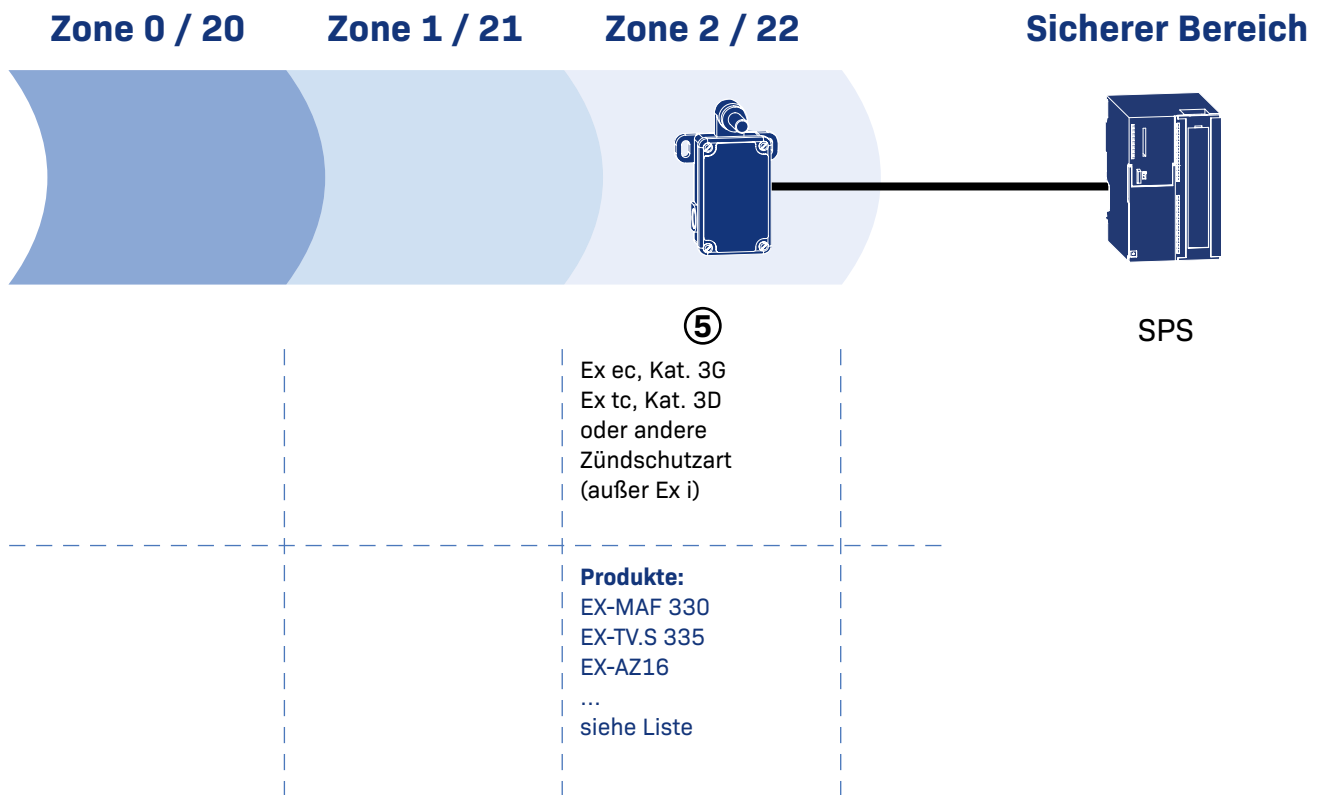 Zone 0 / 20
Zone 1 / 21
Zone 2 / 22
Sicherer Bereich
⑤
SPS
Ex ec, Kat. 3G
Ex tc, Kat. 3D
oder andere
Zündschutzart
(außer Ex i)
Produkte:
EX-MAF 330
EX-TV.S 335
EX-AZ16
...
siehe Liste